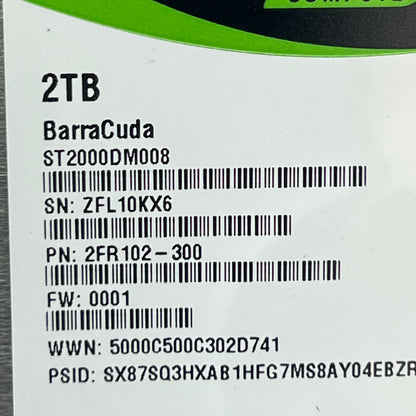 2TB
BarraCuda
ST2000DM008
SN: ZFL10KX6
PN: 2FR102-300
FW: 0001
WWN: 5000C500C302D741
PSID: SX87SQ3HXAB1HFG7MS8AY04EBZR